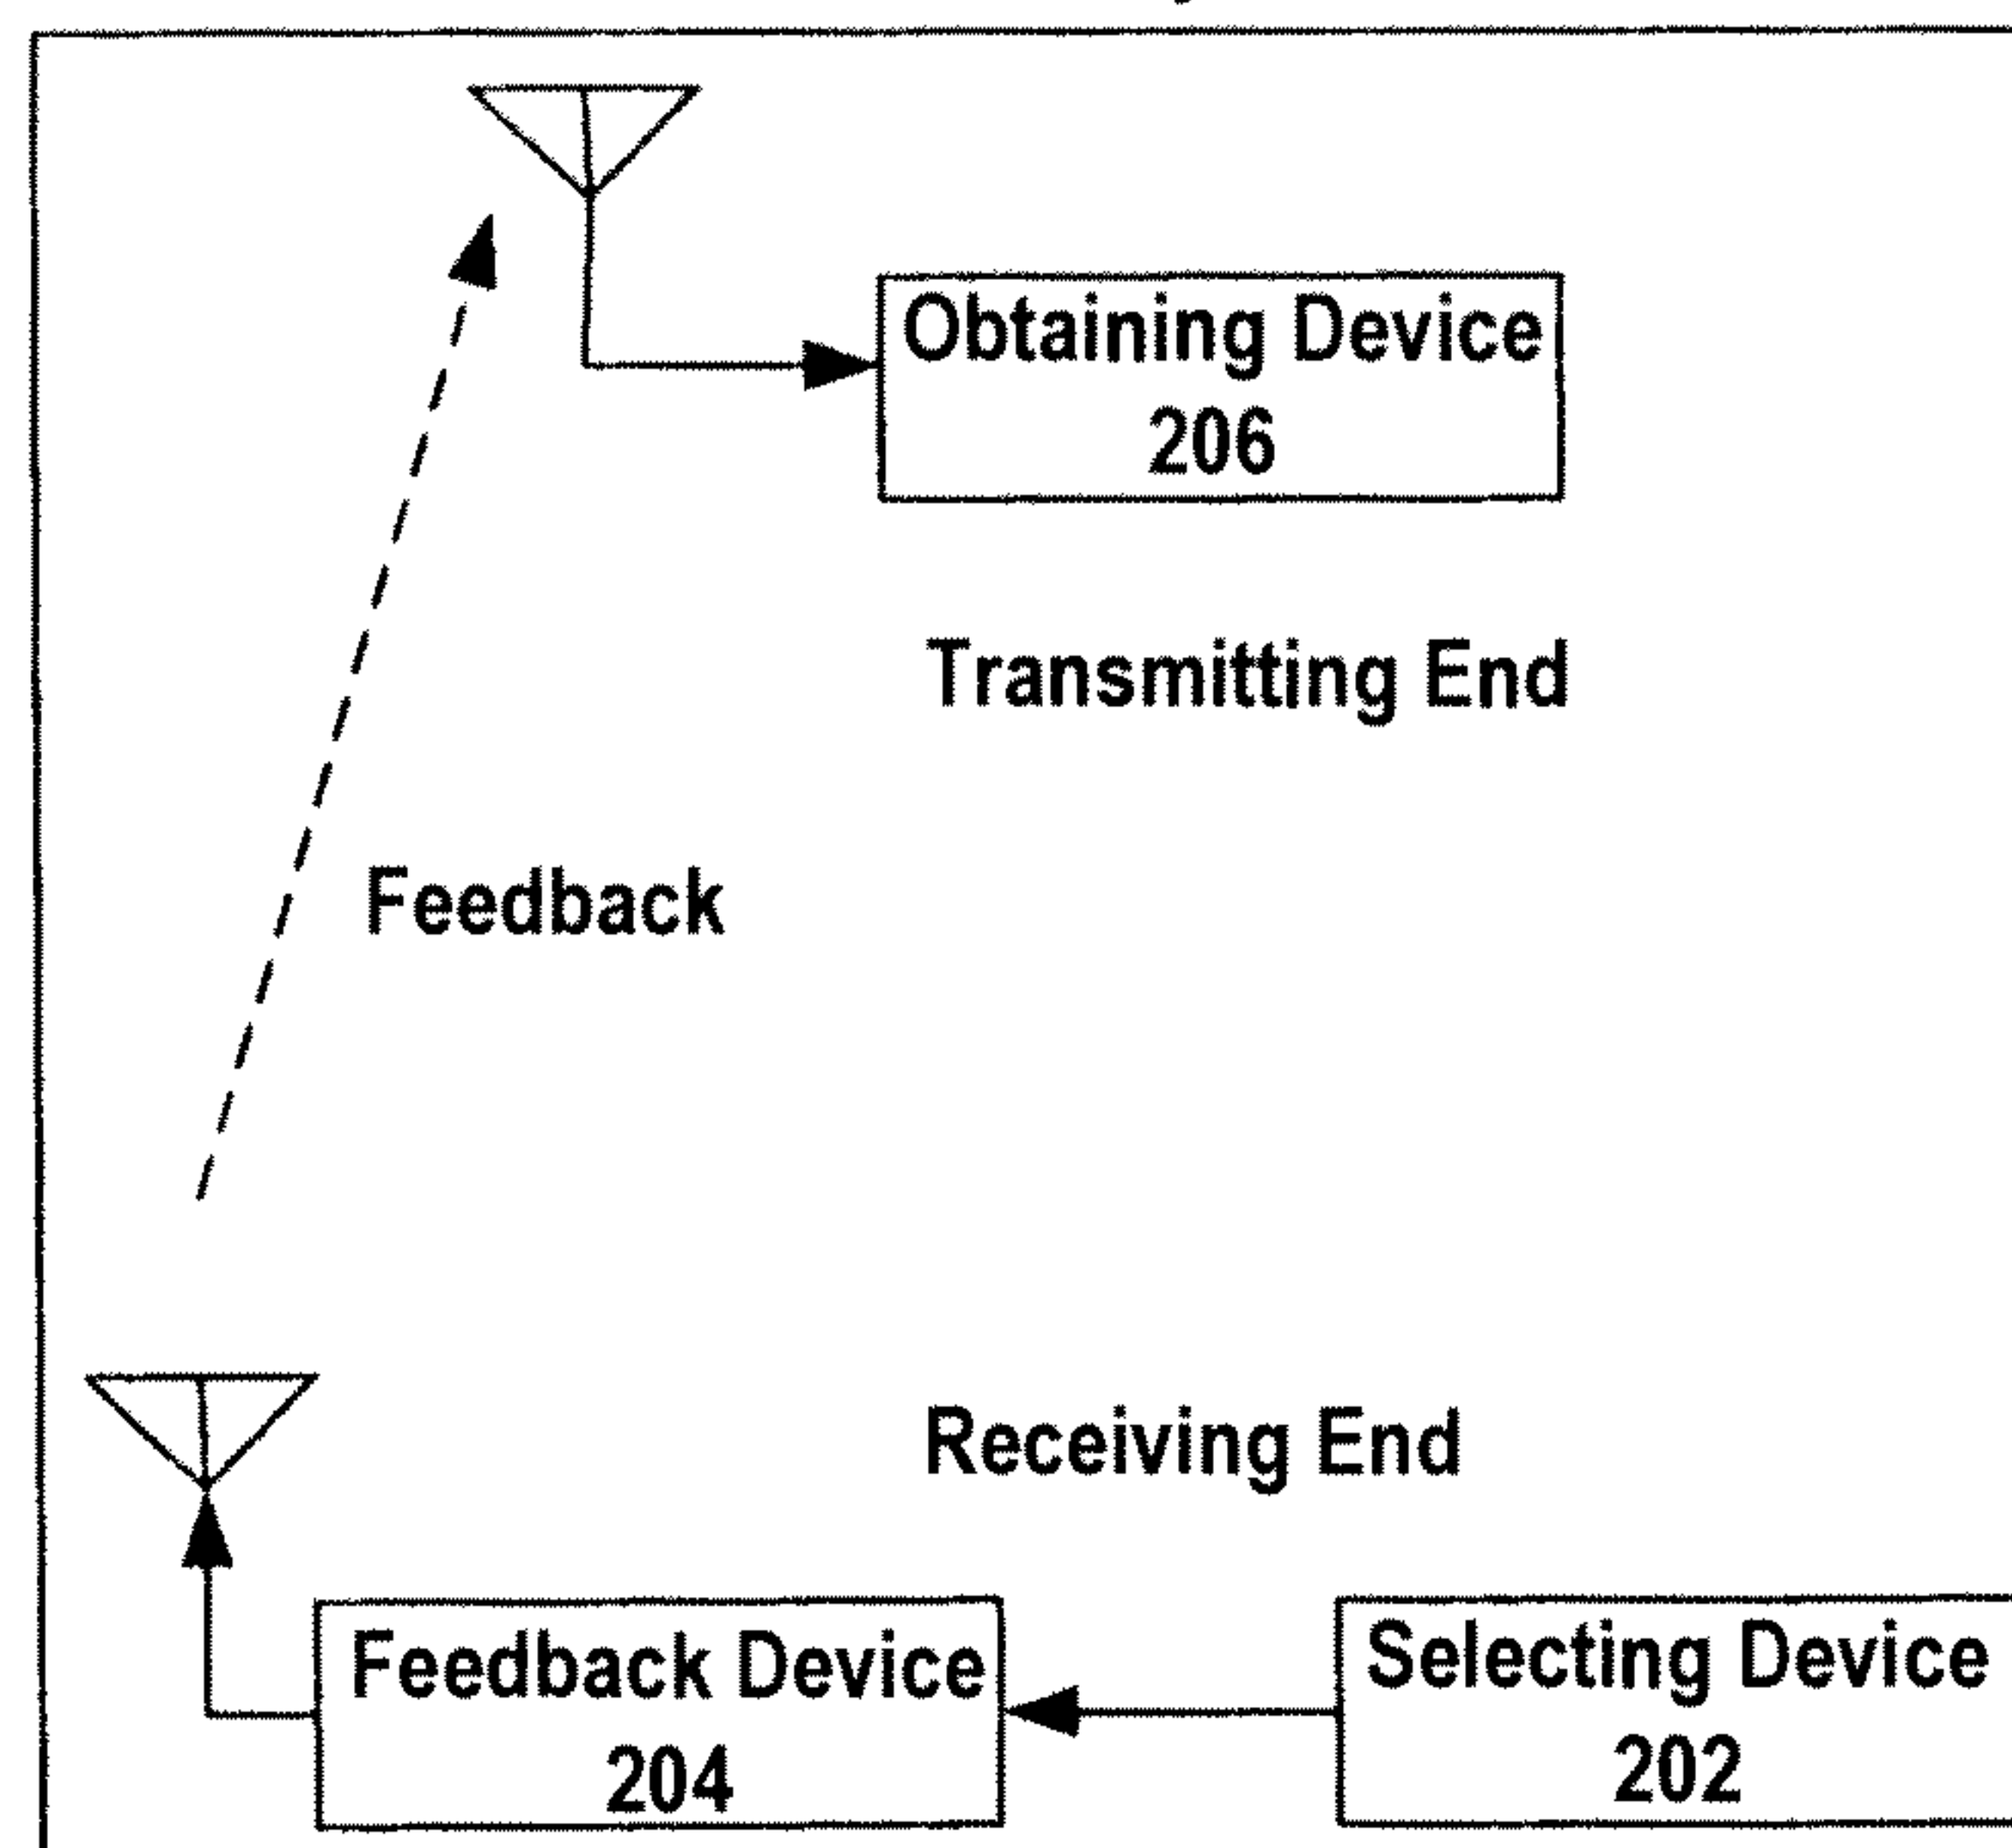 Obtaining Device
206
Transmitting End
Feedback
Receiving End
Feedback Device
204
Selecting Device
202